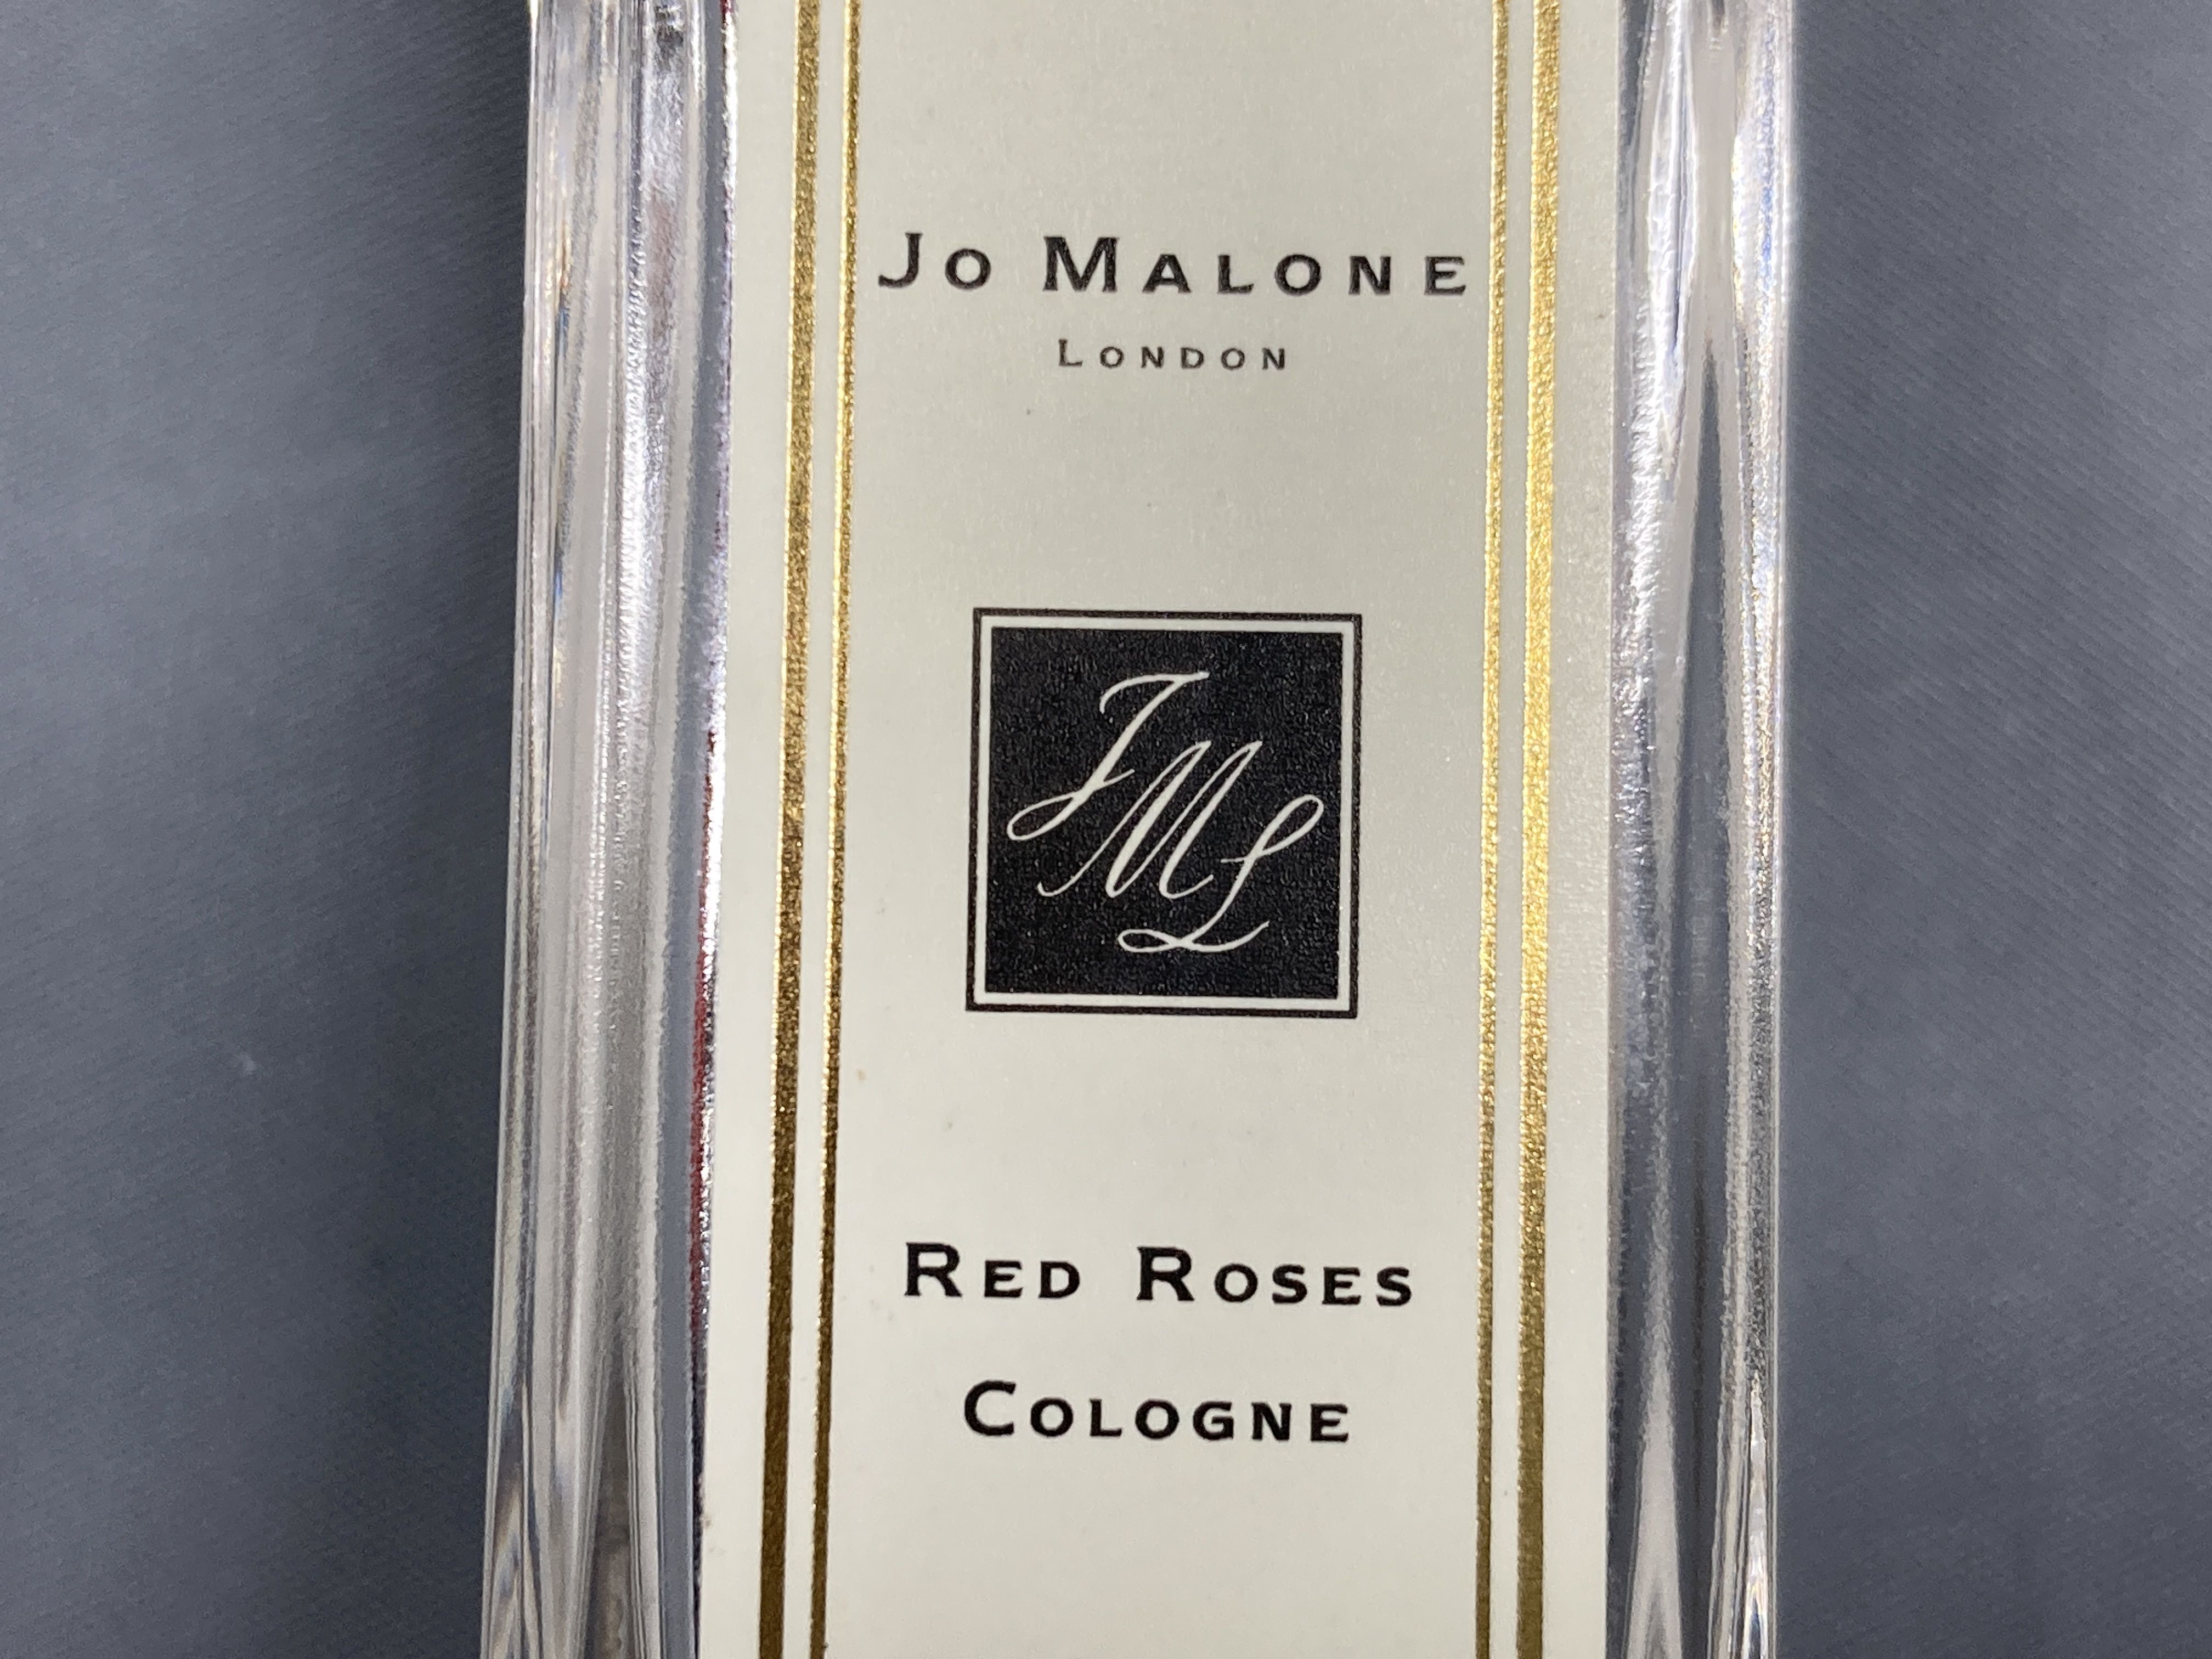 JO MALONE
LONDON
JML
RED ROSES
COLOGNE